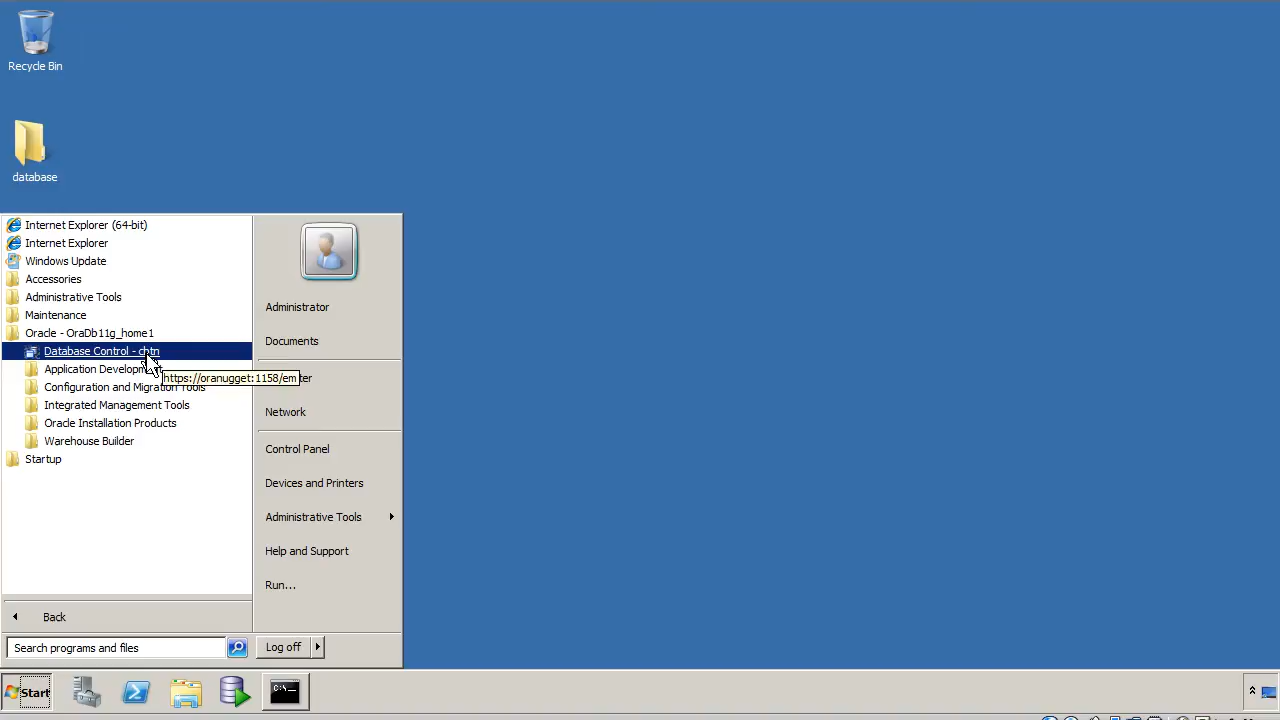 Recycle Bin
database
Internet Explorer (64-bit)
Internet Explorer
Windows Update
Accessories
Administrative Tools
Maintenance
Oracle - OraDb11g_home1
Database Control -
Application
https://oranugget:1158/em
Configuration and Migration Tools
Integrated Management Tools
Oracle Installation Products
Warehouse Builder
Startup
Back
Search programs and files
Administrator
Documents
Network
Control Panel
Devices and Printers
Administrative Tools
Help and Support
Run...
Log off
Start
C:\_